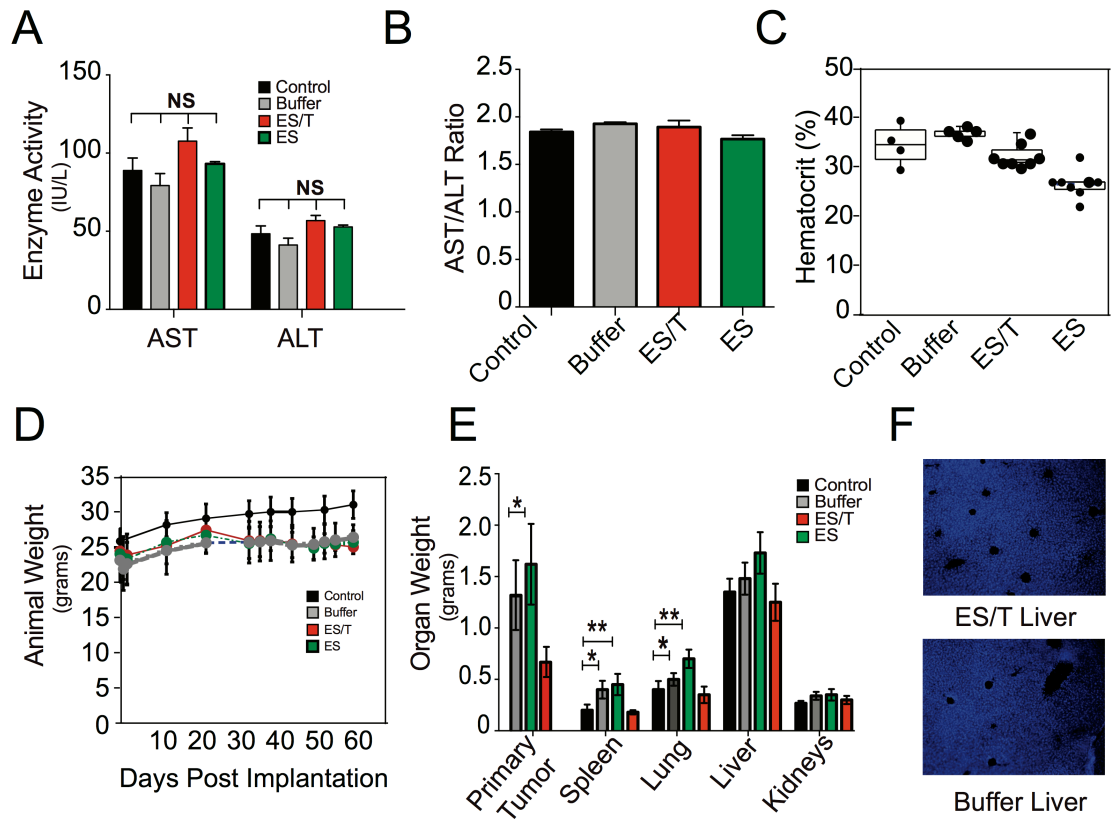 A
150
100
50
0
Enzyme Activity
(IU/L)
Control
Buffer
ES/T
ES
NS
NS
AST
ALT
B
2.5
2.0
1.5
1.0
0.5
0
AST/ALT Ratio
Control
Buffer
ES/T
ES
C
50
40
30
20
10
0
Hematocrit (%)
Control
Buffer
ES/T
ES
D
35
30
25
20
15
10
5
0
Animal Weight
(grams)
Control
Buffer
ES/T
ES
10 20 30 40 50 60
Days Post Implantation
E
2.5
2.0
1.5
1.0
0.5
0
Organ Weight
(grams)
Control
Buffer
ES/T
ES
*
**
*
**
*
Primary
Tumor
Spleen
Lung
Liver
Kidneys
F
ES/T Liver
Buffer Liver